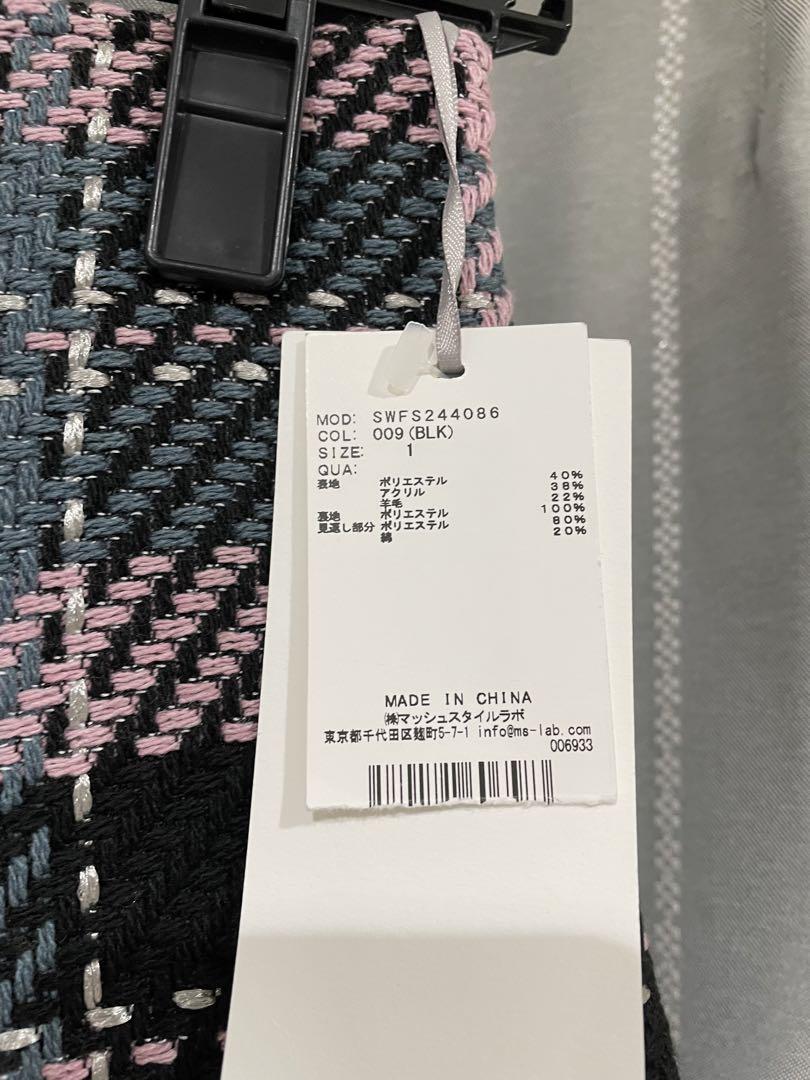 MOD: SWFS244086
COL: 009(BLK)
SIZE: 1
QUA:
表地 ポリエステル 40%
アクリル 38%
羊毛 22%
裏地 ポリエステル 100%
見返し部分 ポリエステル 80%
綿 20%
MADE IN CHINA
㈱マッシュスタイルラボ
東京都千代田区麹町5-7-1 info@ms-lab.com
006933